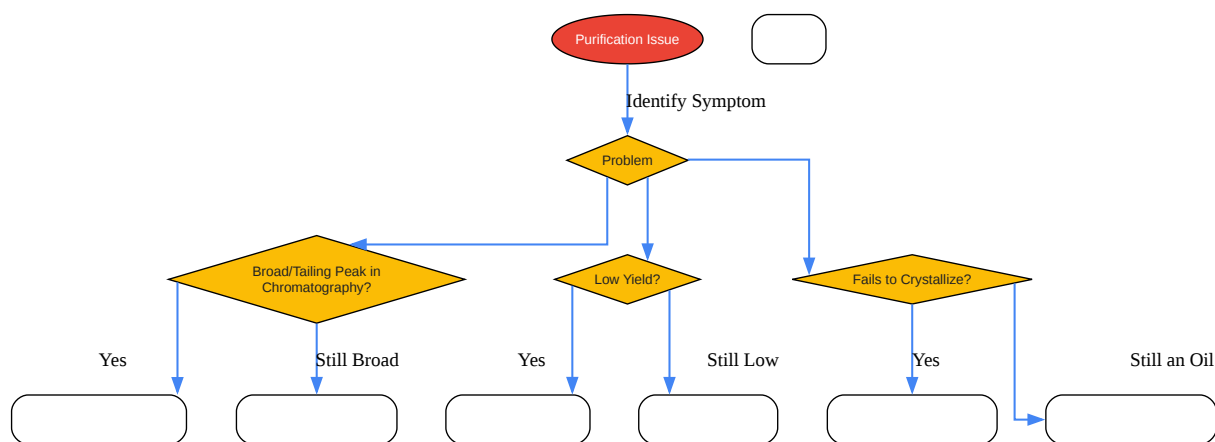 Purification Issue
Identify Symptom
Problem
Broad/Tailing Peak in
Chromatography?
Low Yield?
Fails to Crystallize?
Yes
Still Broad
Yes
Still Low
Yes
Still an Oil